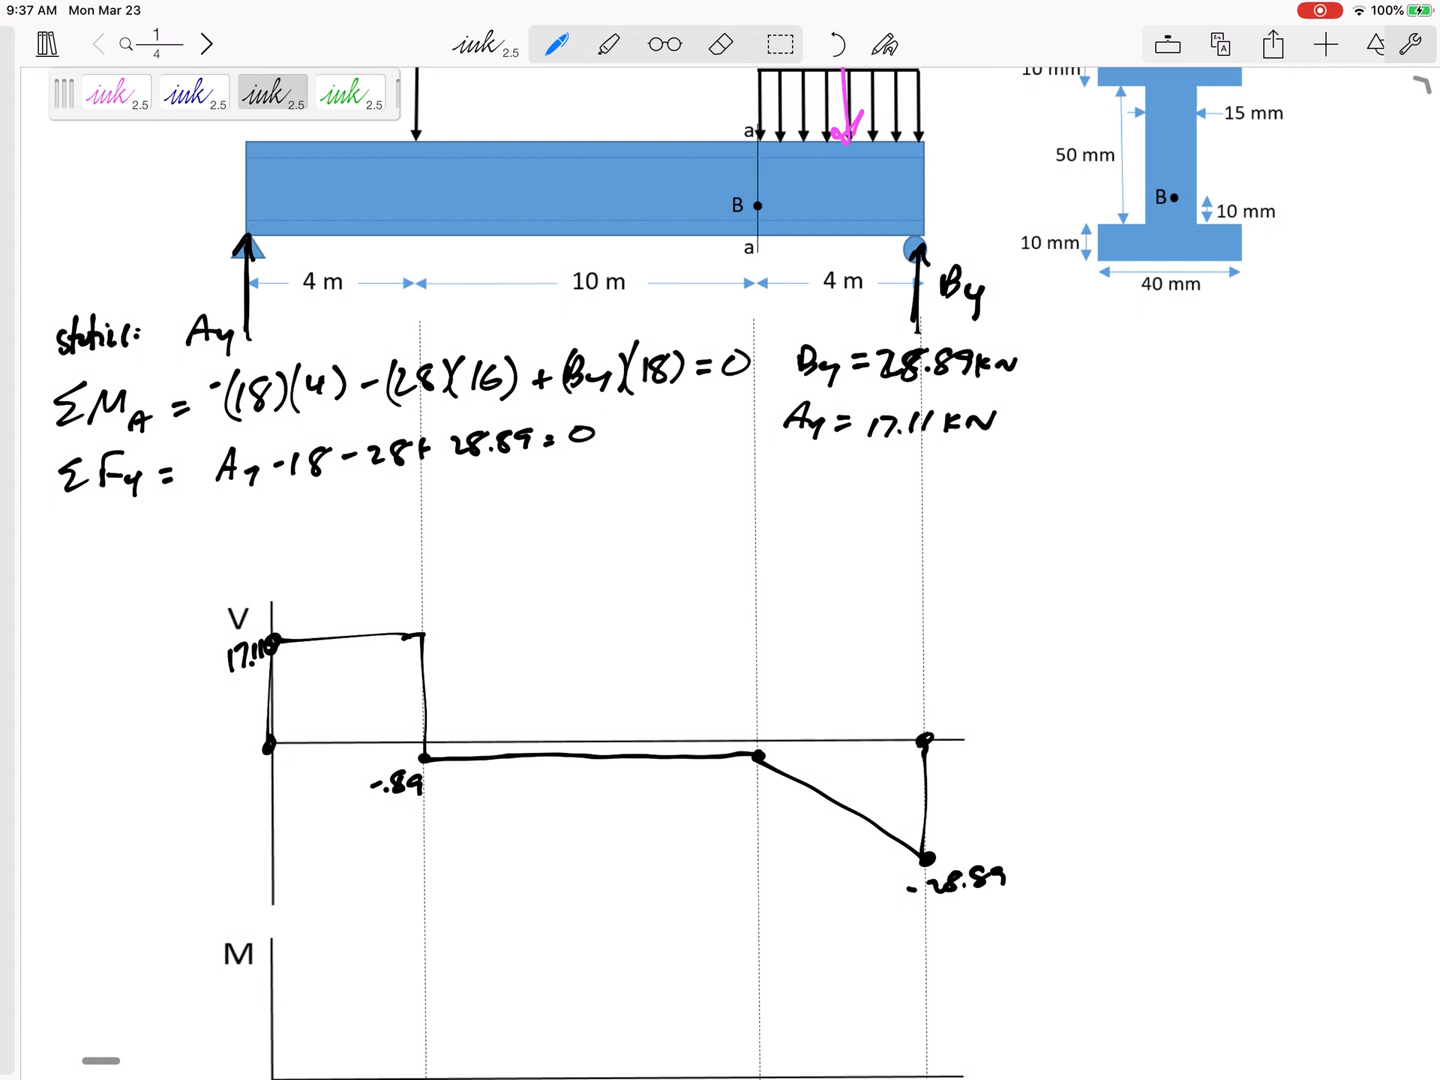 9:37 AM Mon Mar 23
100%
1
4
ink 2.5
ink 2.5
ink 2.5
ink 2.5
ink 2.5
10 mm
15 mm
50 mm
B
10 mm
10 mm
40 mm
a
B
a
4 m
10 m
4 m
By
Ay
ΣMA = -(18)(4) - (28)(16) + (By)(18) = 0
By = 28.89 kN
ΣFy = Ay - 18 - 28 + 28.89 = 0
Ay = 17.11 kN
V
17.11
-.89
-28.89
M